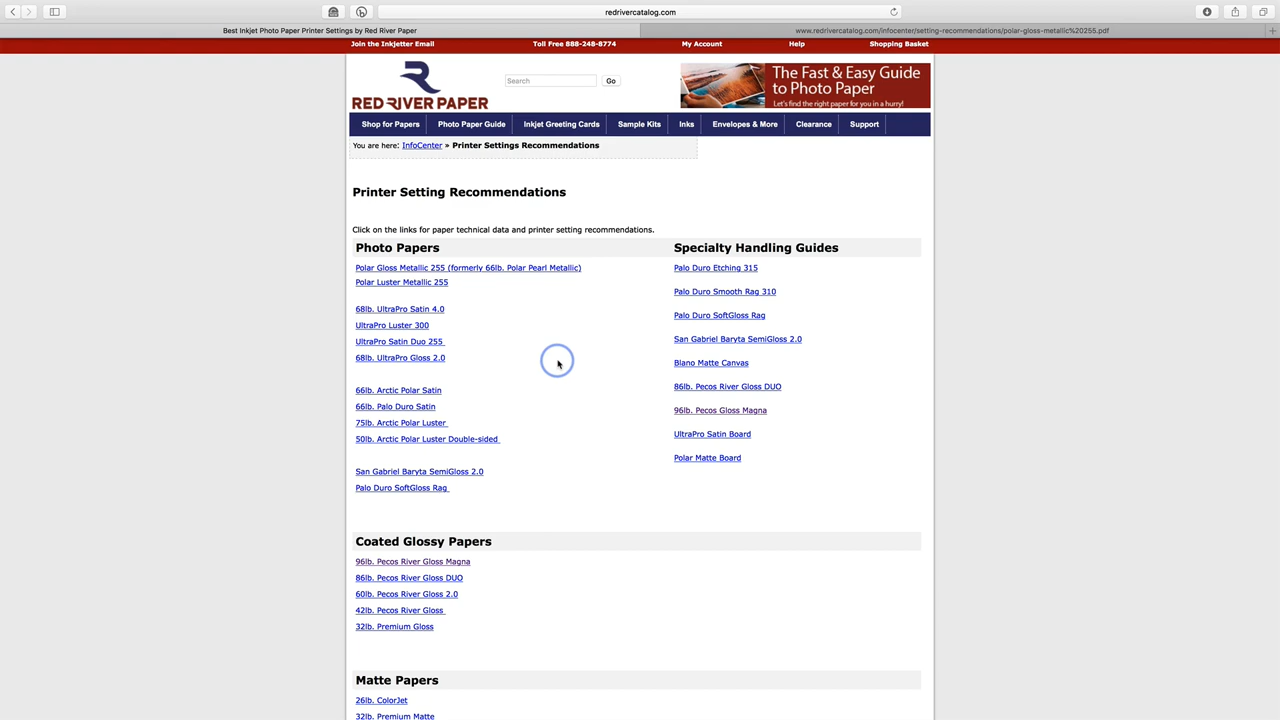 redrivercatalog.com
Best Inkjet Photo Paper Printer Settings by Red River Paper
www.redrivercatalog.com/infocenter/setting-recommendations/polar-gloss-metallic%20255.pdf
Join the Inkjetter Email
Toll Free 888-248-8774
My Account
Help
Shopping Basket
RED RIVER PAPER
Search
Go
The Fast & Easy Guide
to Photo Paper
Let's find the right paper for you in a hurry!
Shop for Papers
Photo Paper Guide
Inkjet Greeting Cards
Sample Kits
Inks
Envelopes & More
Clearance
Support
You are here: InfoCenter » Printer Settings Recommendations
Printer Setting Recommendations
Click on the links for paper technical data and printer setting recommendations.
Photo Papers
Polar Gloss Metallic 255 (formerly 66lb. Polar Pearl Metallic)
Polar Luster Metallic 255
68lb. UltraPro Satin 4.0
UltraPro Luster 300
UltraPro Satin Duo 255
68lb. UltraPro Gloss 2.0
66lb. Arctic Polar Satin
66lb. Palo Duro Satin
75lb. Arctic Polar Luster
50lb. Arctic Polar Luster Double-sided
San Gabriel Baryta SemiGloss 2.0
Palo Duro SoftGloss Rag
Specialty Handling Guides
Palo Duro Etching 315
Palo Duro Smooth Rag 310
Palo Duro SoftGloss Rag
San Gabriel Baryta SemiGloss 2.0
Blano Matte Canvas
86lb. Pecos River Gloss DUO
96lb. Pecos Gloss Magna
UltraPro Satin Board
Polar Matte Board
Coated Glossy Papers
96lb. Pecos River Gloss Magna
86lb. Pecos River Gloss DUO
60lb. Pecos River Gloss 2.0
42lb. Pecos River Gloss
32lb. Premium Gloss
Matte Papers
26lb. ColorJet
32lb. Premium Matte